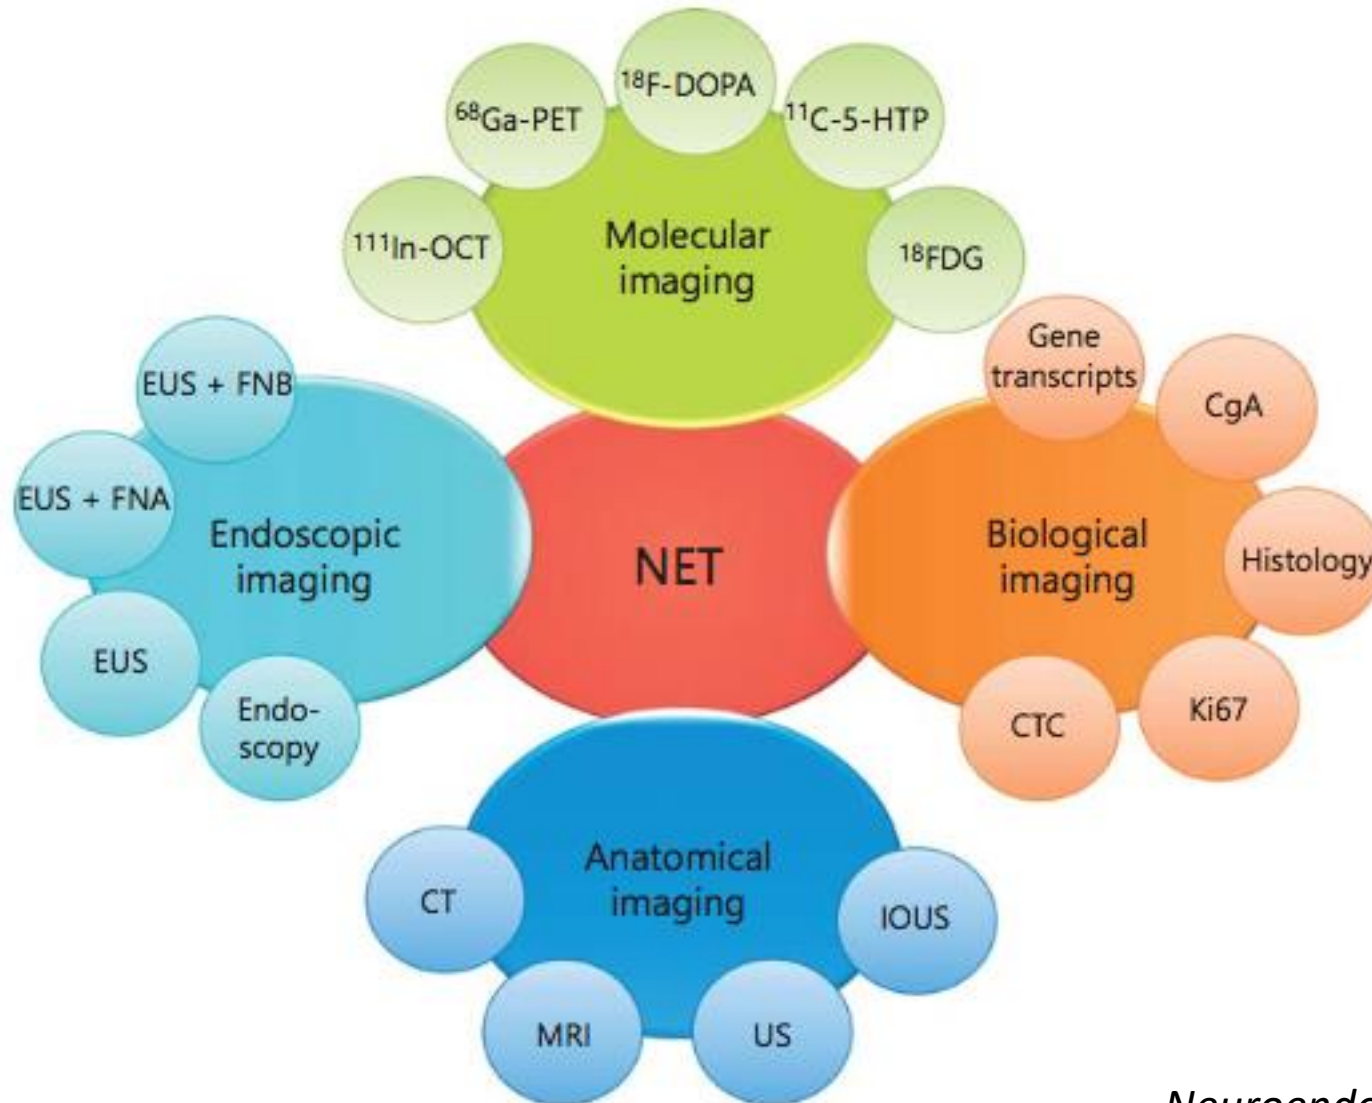 ¹⁸F-DOPA
⁶⁸Ga-PET
¹¹C-5-HTP
¹¹¹In-OCT
Molecular
imaging
¹⁸FDG
Gene
transcripts
CgA
EUS + FNB
EUS + FNA
Endoscopic
imaging
NET
Biological
imaging
Histology
EUS
Endo-
scopy
CTC
Ki67
Anatomical
imaging
CT
IOUS
MRI
US